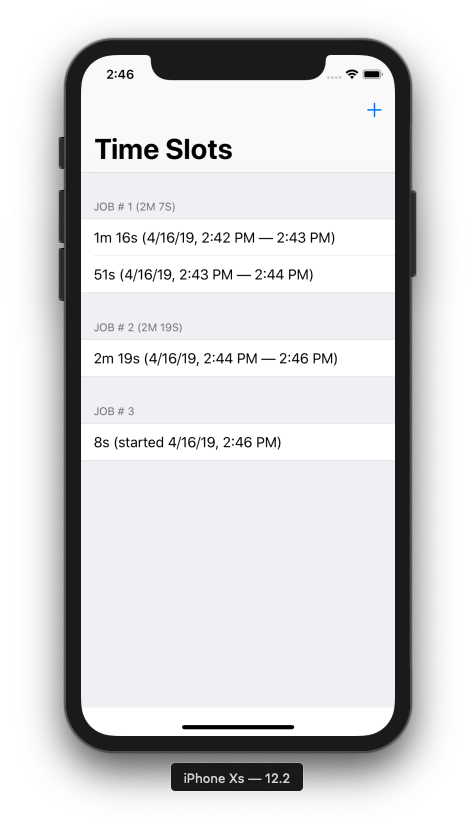 2:46
+
Time Slots
JOB # 1 (2M 7S)
1m 16s (4/16/19, 2:42 PM — 2:43 PM)
51s (4/16/19, 2:43 PM — 2:44 PM)
JOB # 2 (2M 19S)
2m 19s (4/16/19, 2:44 PM — 2:46 PM)
JOB # 3
8s (started 4/16/19, 2:46 PM)
iPhone Xs — 12.2